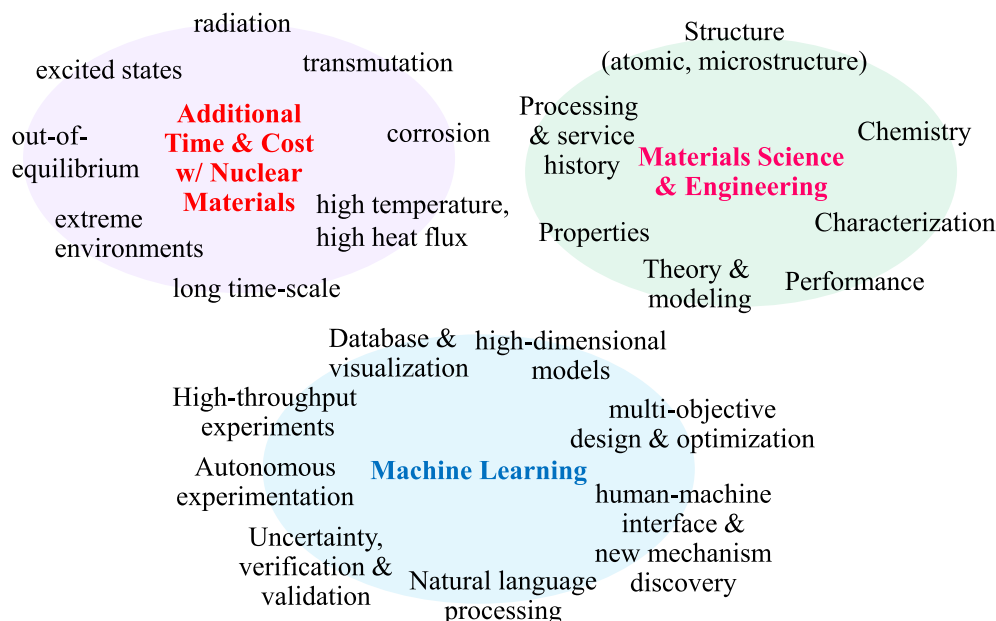 radiation
excited states
transmutation
Additional
Time & Cost
w/ Nuclear
Materials
out-of-
equilibrium
corrosion
extreme
environments
high temperature,
high heat flux
long time-scale
Structure
(atomic, microstructure)
Processing
& service
history
Chemistry
Materials Science
& Engineering
Properties
Characterization
Theory &
modeling
Performance
Database &
visualization
high-dimensional
models
High-throughput
experiments
multi-objective
design & optimization
Machine Learning
Autonomous
experimentation
human-machine
interface &
new mechanism
discovery
Uncertainty,
verification &
validation
Natural language
processing